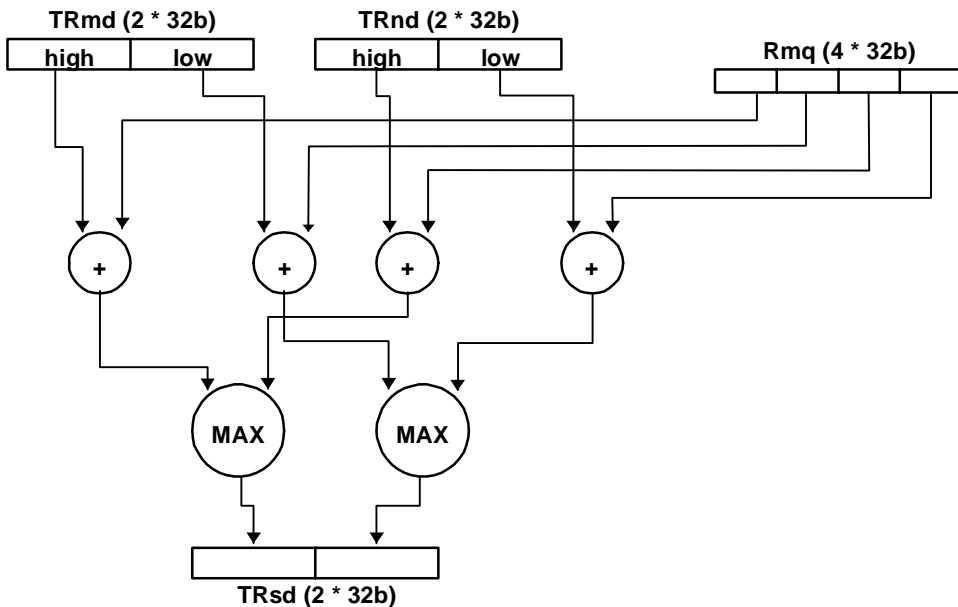 TRmd (2 * 32b)
TRnd (2 * 32b)
Rmq (4 * 32b)
high low
high low
+ + + +
MAX MAX
TRsd (2 * 32b)